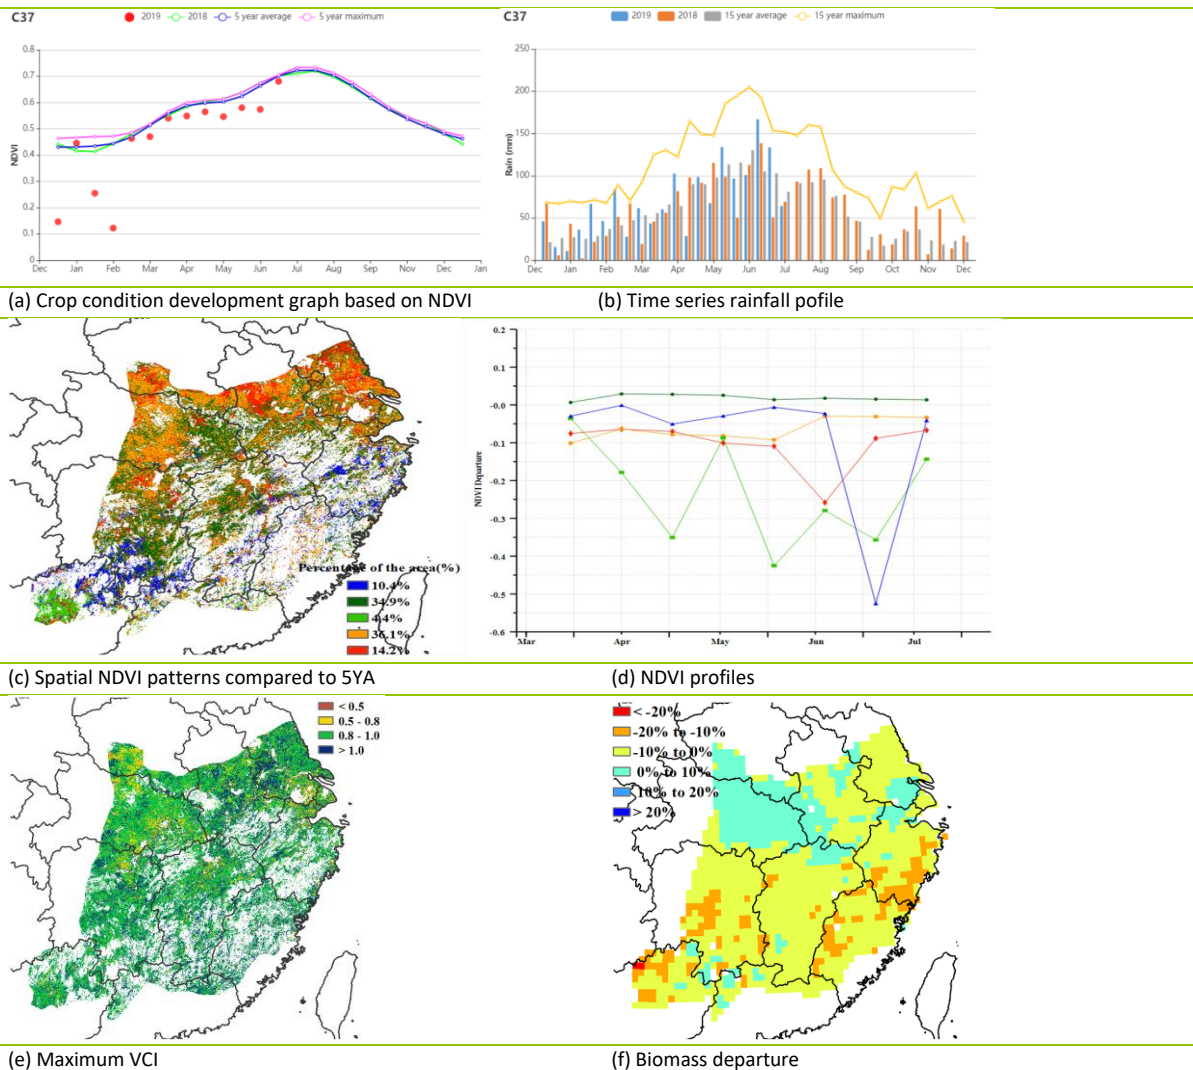 C37
2019 2018 5 year average 5 year maximum
0.8
0.7
0.6
0.5
0.4
0.3
0.2
0.1
0
NDVI
Dec Jan Feb Mar Apr May Jun Jul Aug Sep Oct Nov Dec Jan
C37
2019 2018 15 year average 15 year maximum
250
200
150
100
50
0
Rain (mm)
Dec Jan Feb Mar Apr May Jun Jul Aug Sep Oct Nov Dec
(a) Crop condition development graph based on NDVI
(b) Time series rainfall pofile
Percentage of the area(%)
10.4%
34.9%
4.4%
36.1%
14.2%
0.2
0.1
-0.0
-0.1
-0.2
-0.3
-0.4
-0.5
-0.6
NDVI Departure
Mar Apr May Jun Jul
(c) Spatial NDVI patterns compared to 5YA
(d) NDVI profiles
< 0.5
0.5 - 0.8
0.8 - 1.0
> 1.0
< -20%
-20% to -10%
-10% to 0%
0% to 10%
10% to 20%
> 20%
(e) Maximum VCI
(f) Biomass departure